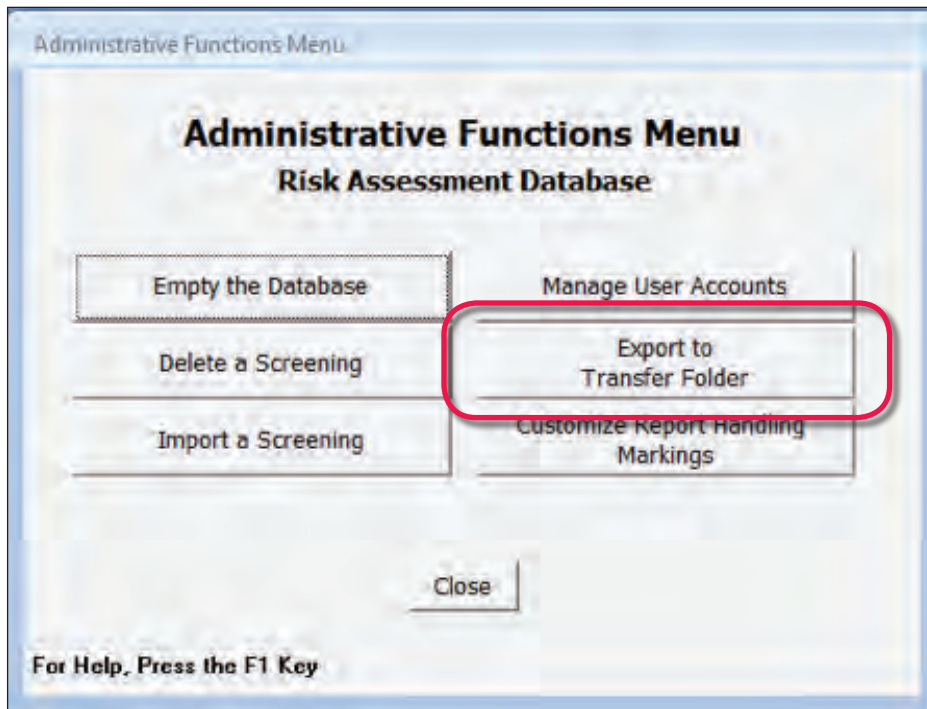 Administrative Functions Menu
Administrative Functions Menu
Risk Assessment Database
Empty the Database
Manage User Accounts
Delete a Screening
Export to
Transfer Folder
Import a Screening
Customize Report Handling
Markings
Close
For Help, Press the F1 Key